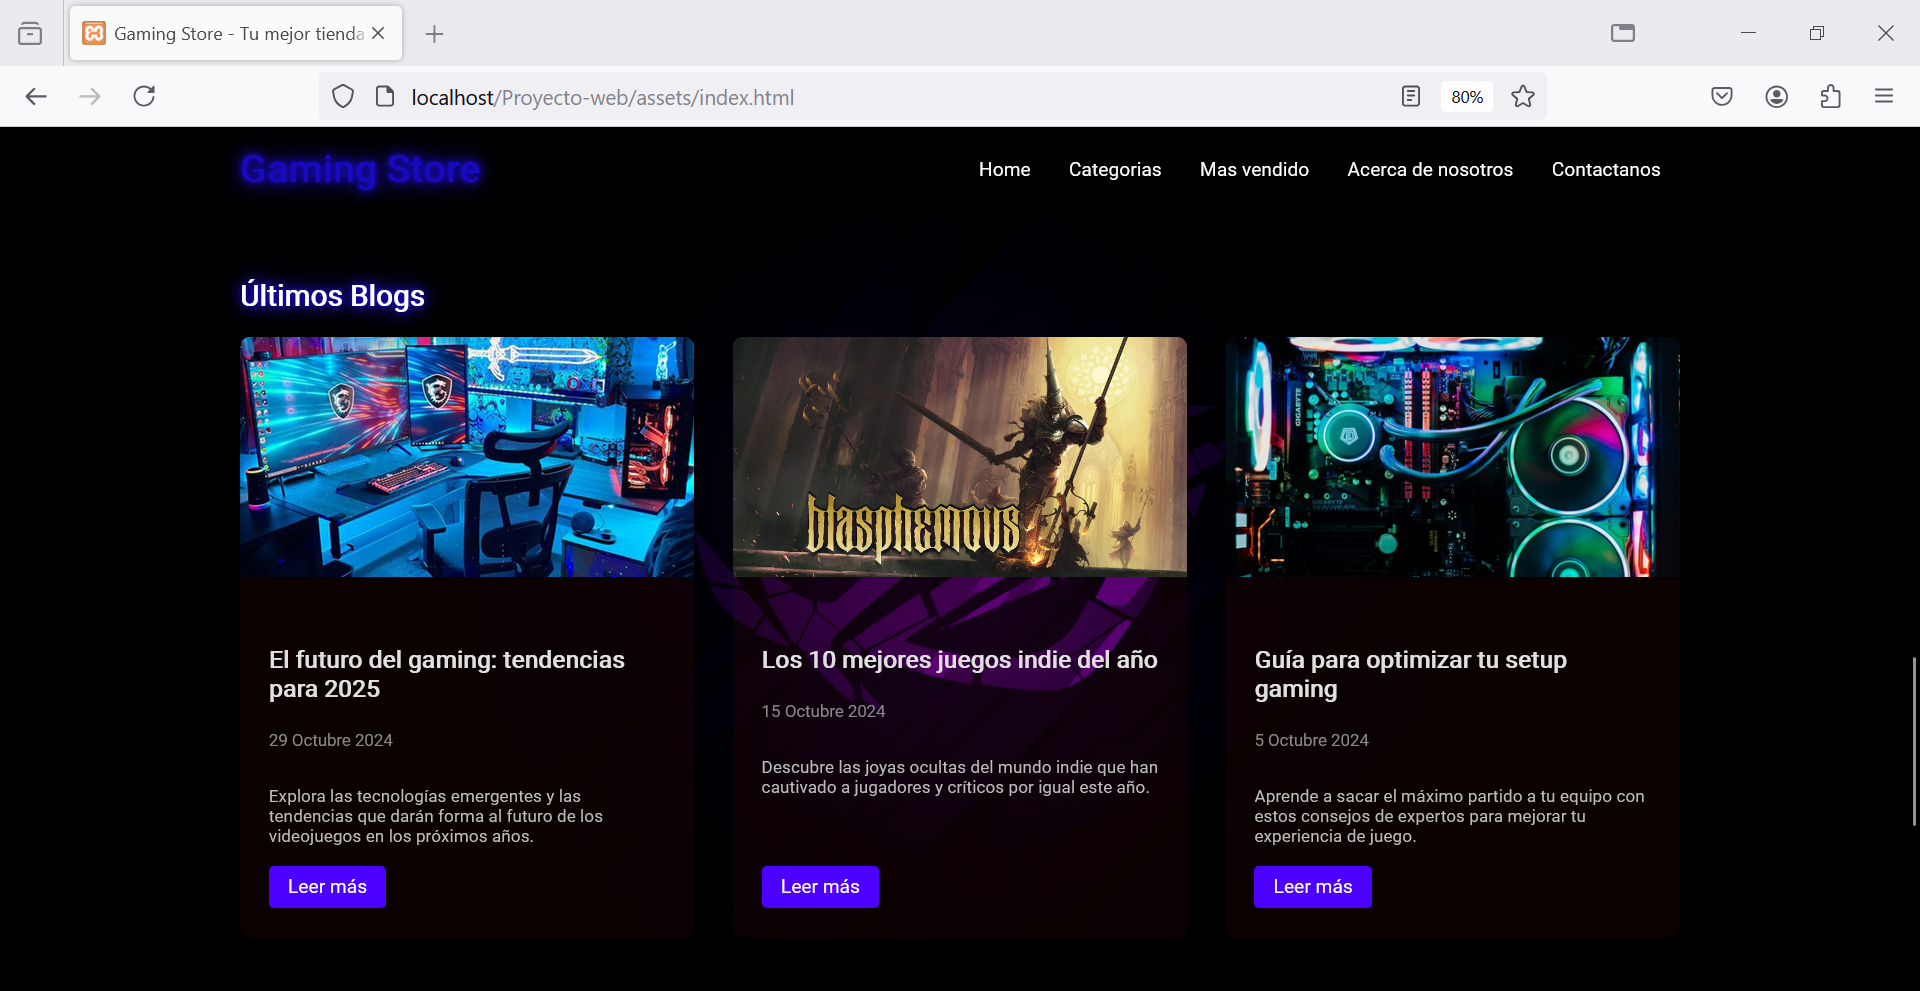 Gaming Store - Tu mejor tienda
localhost/Proyecto-web/assets/index.html
80%
Gaming Store
Home
Categorias
Mas vendido
Acerca de nosotros
Contactanos
Últimos Blogs
blasphemous
GIGABYTE
El futuro del gaming: tendencias
para 2025
29 Octubre 2024
Explora las tecnologías emergentes y las
tendencias que darán forma al futuro de los
videojuegos en los próximos años.
Leer más
Los 10 mejores juegos indie del año
15 Octubre 2024
Descubre las joyas ocultas del mundo indie que han
cautivado a jugadores y críticos por igual este año.
Leer más
Guía para optimizar tu setup
gaming
5 Octubre 2024
Aprende a sacar el máximo partido a tu equipo con
estos consejos de expertos para mejorar tu
experiencia de juego.
Leer más